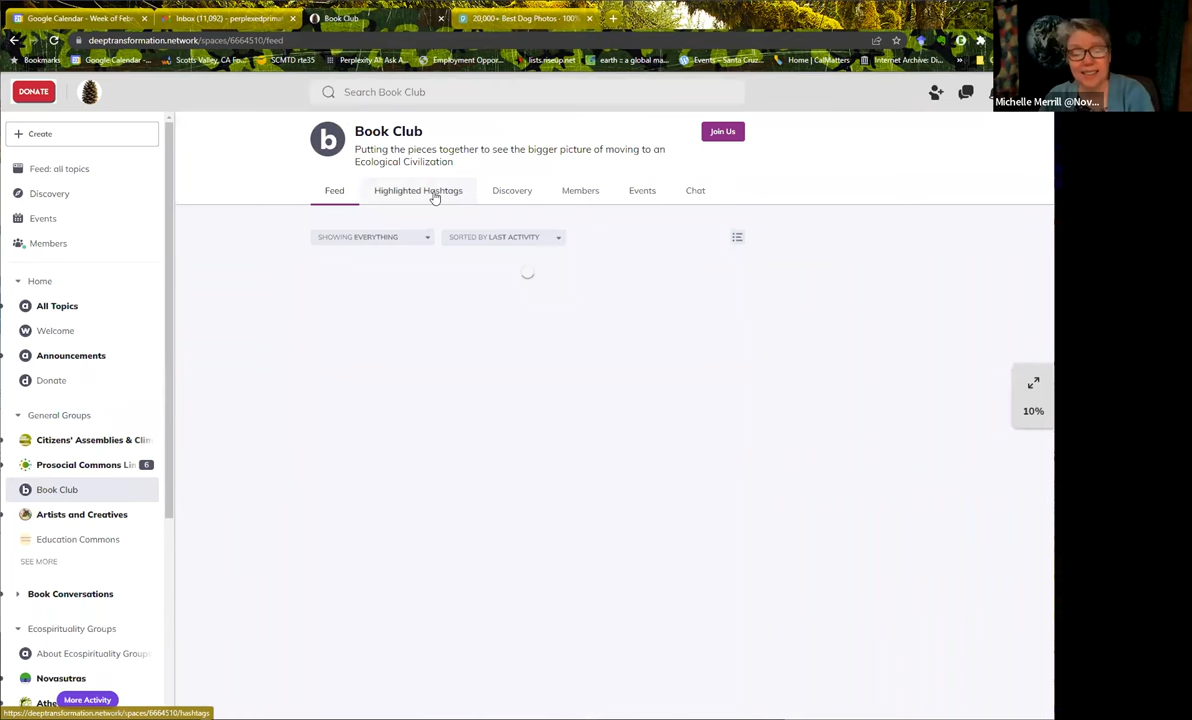 Google Calendar - Week of Febr
Inbox (11,092) - perplexedprimat
Book Club
20,000+ Best Dog Photos · 100%
deeptransformation.network/spaces/6664510/feed
Bookmarks
Google Calendar
Scotts Valley, CA Fo...
SCMTD rte35
Perplexity Ask A...
Employment Oppor...
lists.riseup.net
earth :: a global ma...
Events – Santa Cruz...
Home | CalMatters
Internet Archive: Di...
»
DONATE
Search Book Club
Michelle Merrill @Nov...
+ Create
Feed: all topics
Discovery
Events
Members
Home
All Topics
Welcome
Announcements
Donate
General Groups
Citizens' Assemblies & Clim
Prosocial Commons Lin
6
Book Club
Artists and Creatives
Education Commons
SEE MORE
Book Conversations
Ecospirituality Groups
About Ecospirituality Group
Novasutras
Athe
More Activity
https://deeptransformation.network/spaces/6664510/hashtags
b
Book Club
Putting the pieces together to see the bigger picture of moving to an
Ecological Civilization
Join Us
Feed
Highlighted Hashtags
Discovery
Members
Events
Chat
SHOWING EVERYTHING
SORTED BY LAST ACTIVITY
10%